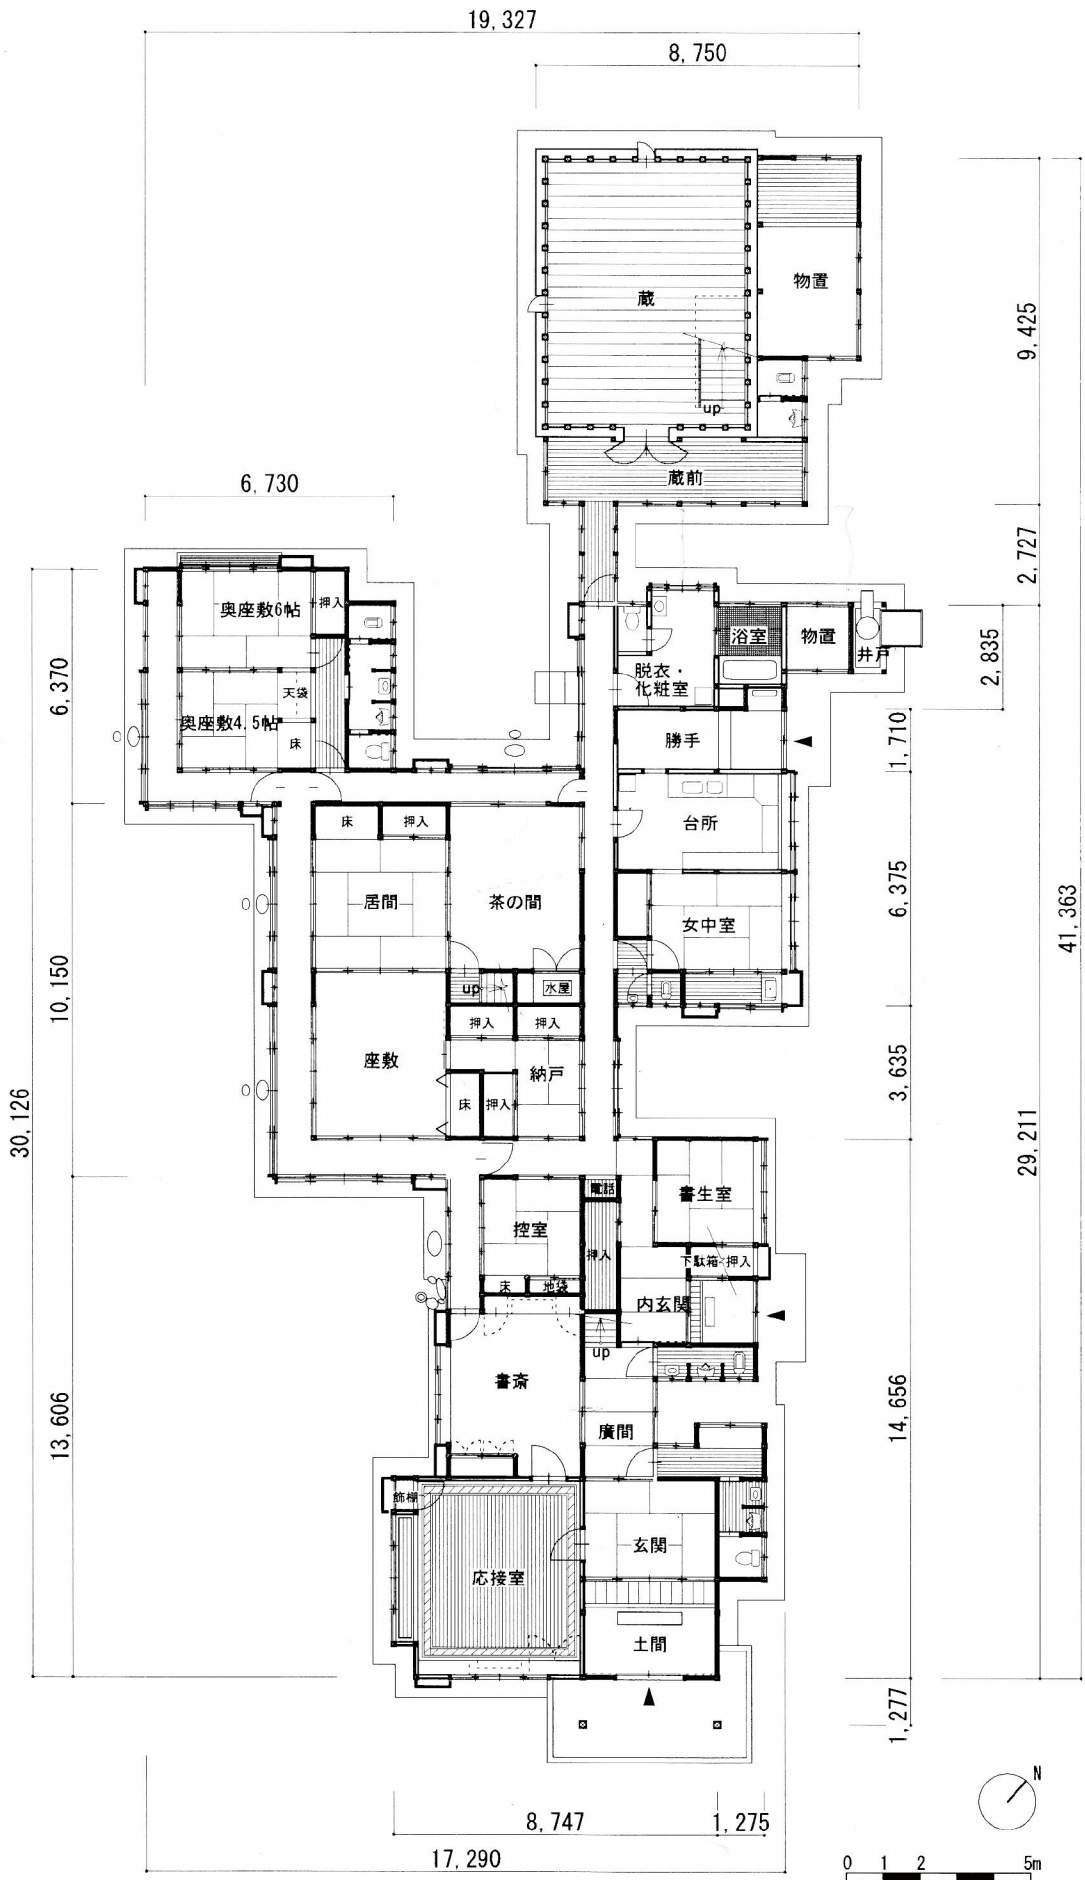 19,327
8,750
物置
蔵
9,425
up
蔵前
6,730
2,727
奥座敷6帖
押入
浴室
物置
井戸
2,835
脱衣・
化粧室
6,370
天袋
奥座敷4.5帖
床
勝手
1,710
床
押入
台所
居間
茶の間
女中室
6,375
41,363
10,150
up
水屋
押入
押入
座敷
納戸
床
押入
3,635
30,126
29,211
電話
書生室
控室
押入
下駄箱
押入
床
地袋
内玄関
up
書斎
廣間
13,606
14,656
飾棚
玄関
応接室
土間
1,277
N
8,747
1,275
17,290
0 1 2 5m